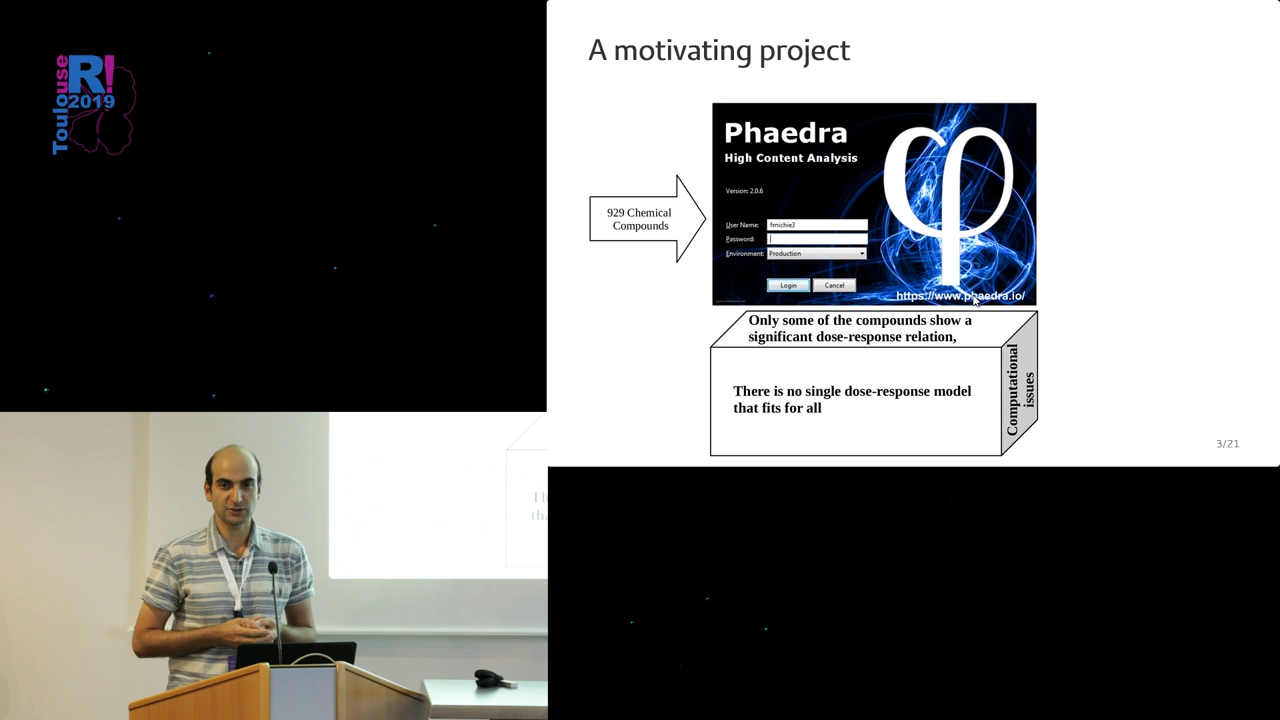 Toulouse
R!
2019
A motivating project
929 Chemical
Compounds
Phaedra
High Content Analysis
Version: 2.0.6
User Name: fmichie3
Password:
Environment: Production
Login Cancel
https://www.phaedra.io/
Only some of the compounds show a
significant dose-response relation,
There is no single dose-response model
that fits for all
Computational
issues
3/21